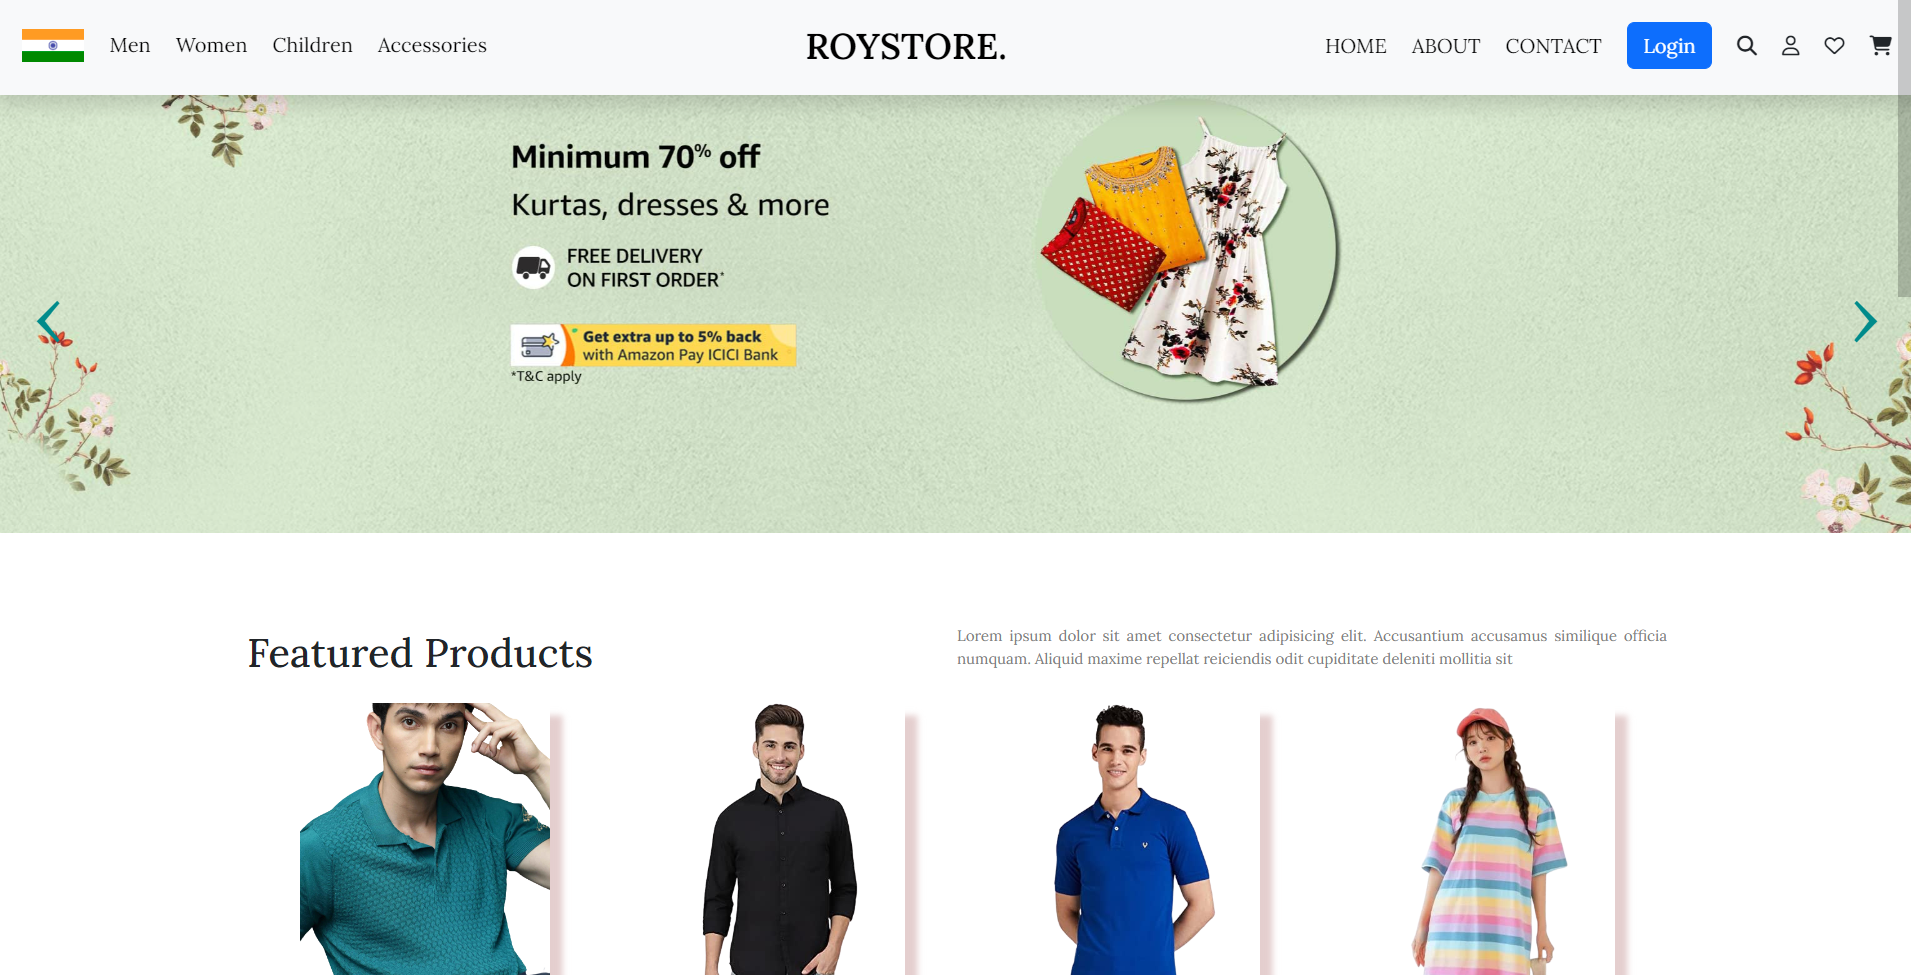 Men Women Children Accessories
ROYSTORE.
HOME ABOUT CONTACT Login
Minimum 70% off
Kurtas, dresses & more
FREE DELIVERY
ON FIRST ORDER*
Get extra up to 5% back
with Amazon Pay ICICI Bank
*T&C apply
Featured Products
Lorem ipsum dolor sit amet consectetur adipisicing elit. Accusantium accusamus similique officia
numquam. Aliquid maxime repellat reiciendis odit cupiditate deleniti mollitia sit